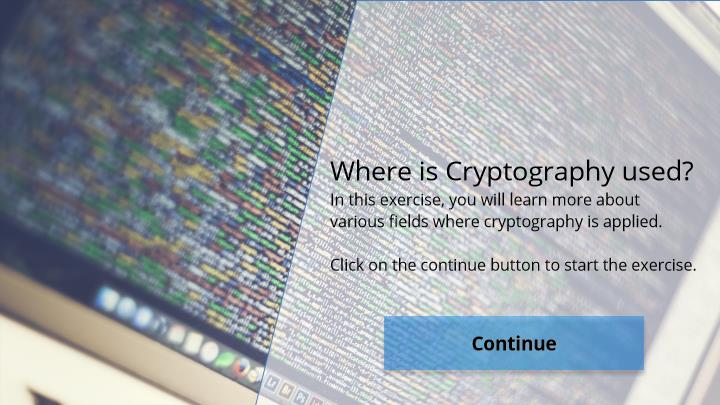 Where is Cryptography used?
In this exercise, you will learn more about
various fields where cryptography is applied.
Click on the continue button to start the exercise.
Continue